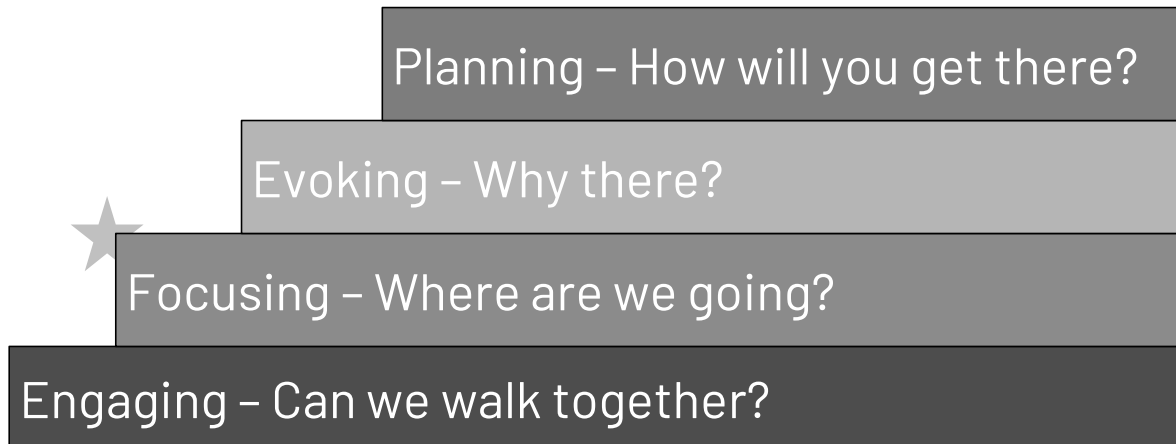 Planning – How will you get there?
Evoking – Why there?
Focusing – Where are we going?
Engaging – Can we walk together?